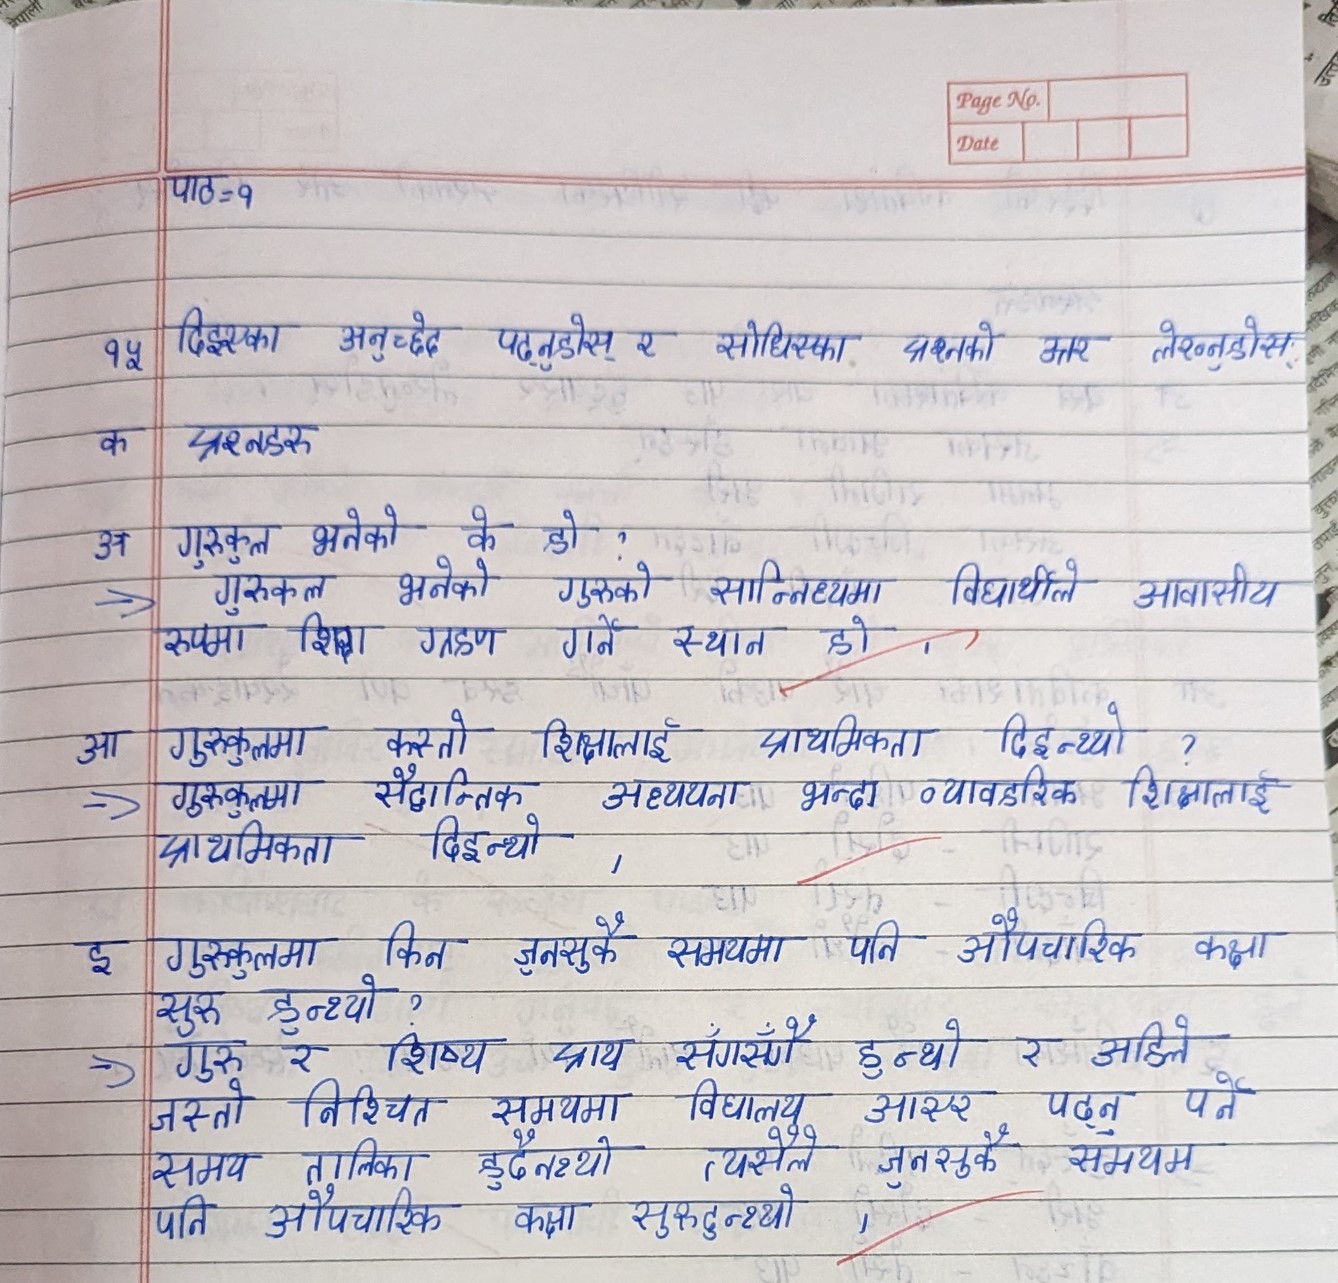 Page No.
Date
पाठ=१
१५ दिइएका अनुच्छेद पढ्नुहोस् र सोधिएका प्रश्नको उत्तर लेख्नुहोस्:
क प्रश्नहरू
अ गुरुकुल भनेको के हो ?
⇒ गुरुकल भनेको गुरुको सान्निध्यमा विद्यार्थीले आवासीय
रुपमा शिक्षा ग्रहण गर्ने स्थान हो ।
आ गुरुकुलमा कस्तो शिक्षालाई प्राथमिकता दिइन्थ्यो ?
⇒ गुरुकुलमा सैद्धान्तिक अध्ययना भन्दा व्यावहारिक शिक्षालाई
प्राथमिकता दिइन्थ्यो ।
इ गुरुकुलमा किन जुनसुकै समयमा पनि औपचारिक कक्षा
सुरु हुन्थ्यो ?
⇒ गुरु र शिष्य प्राय सँगसँगै हुन्थो र अहिले
जस्तो निश्चित समयमा विद्यालय आएर पढ्नु पर्ने
समय तालिका हुदैनथ्यो त्यसैले जुनसुकै समयम
पनि औपचारिक कक्षा सुरुहुन्थ्यो ।